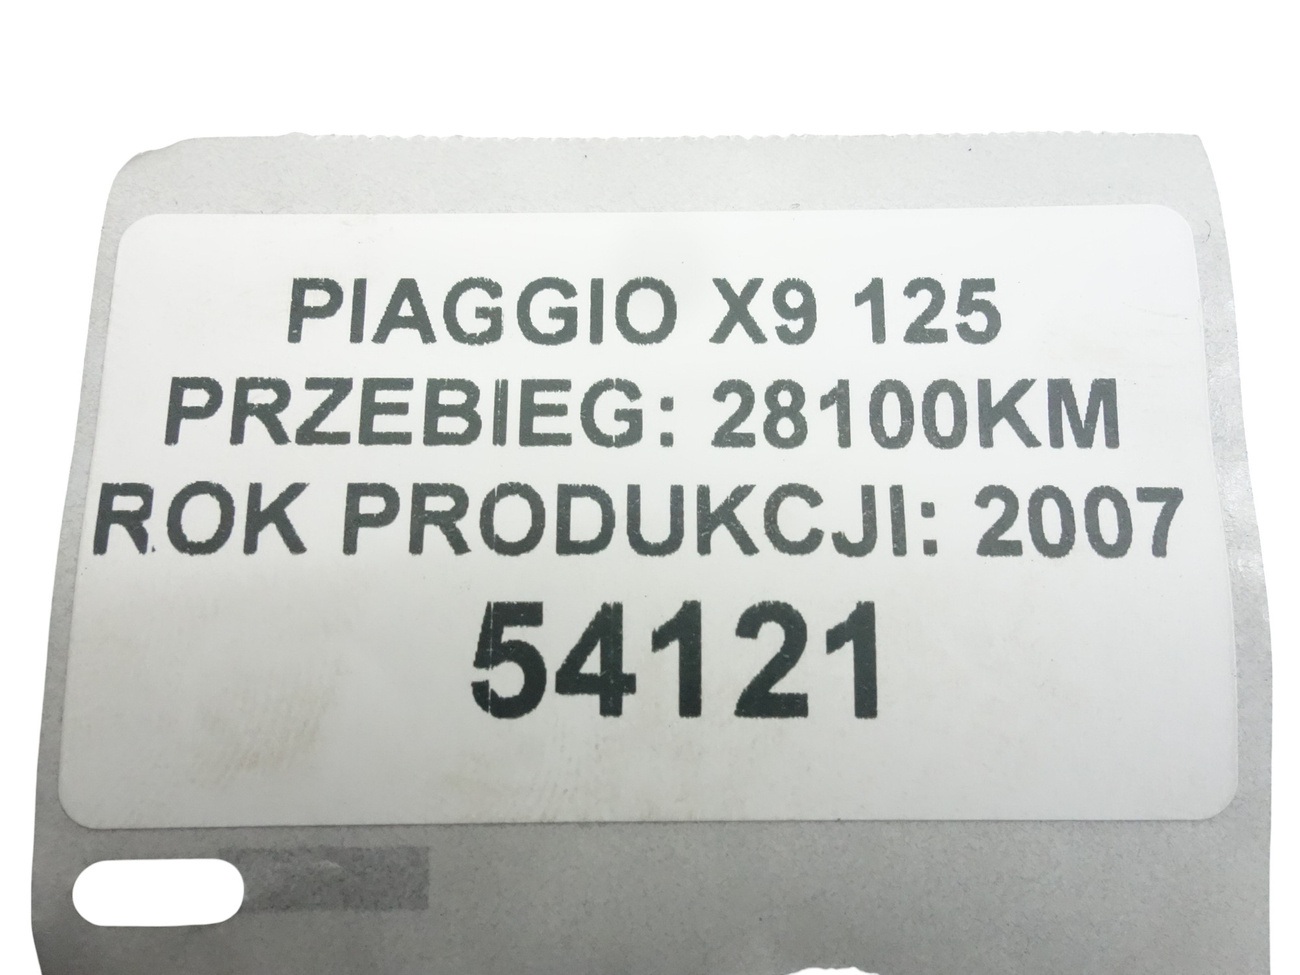 PIAGGIO X9 125
PRZEBIEG: 28100KM
ROK PRODUKCJI: 2007
54121